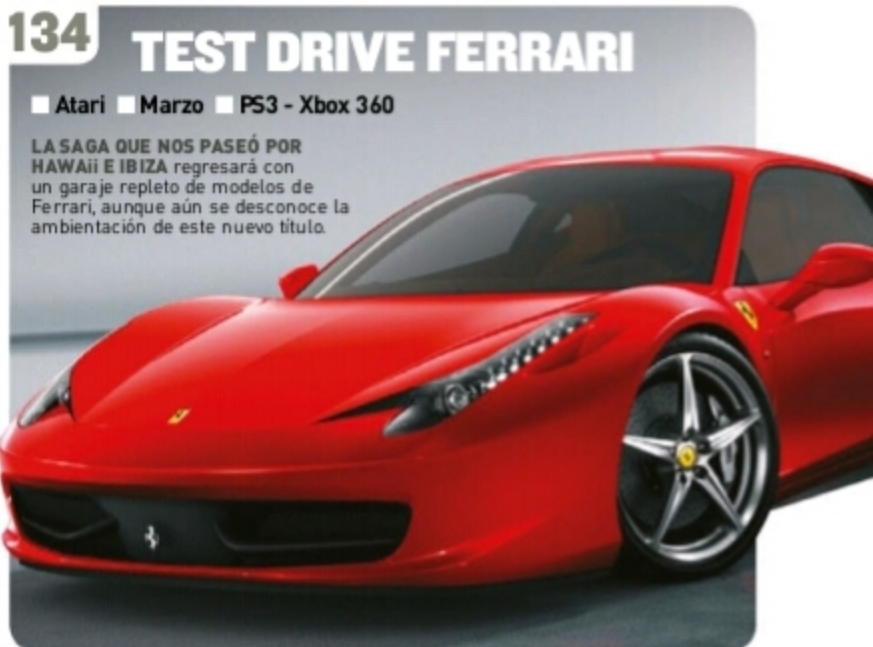 134
TEST DRIVE FERRARI
Atari Marzo PS3 - Xbox 360
LA SAGA QUE NOS PASEÓ POR
HAWAii E IBIZA regresará con
un garaje repleto de modelos de
Ferrari, aunque aún se desconoce la
ambientación de este nuevo título.